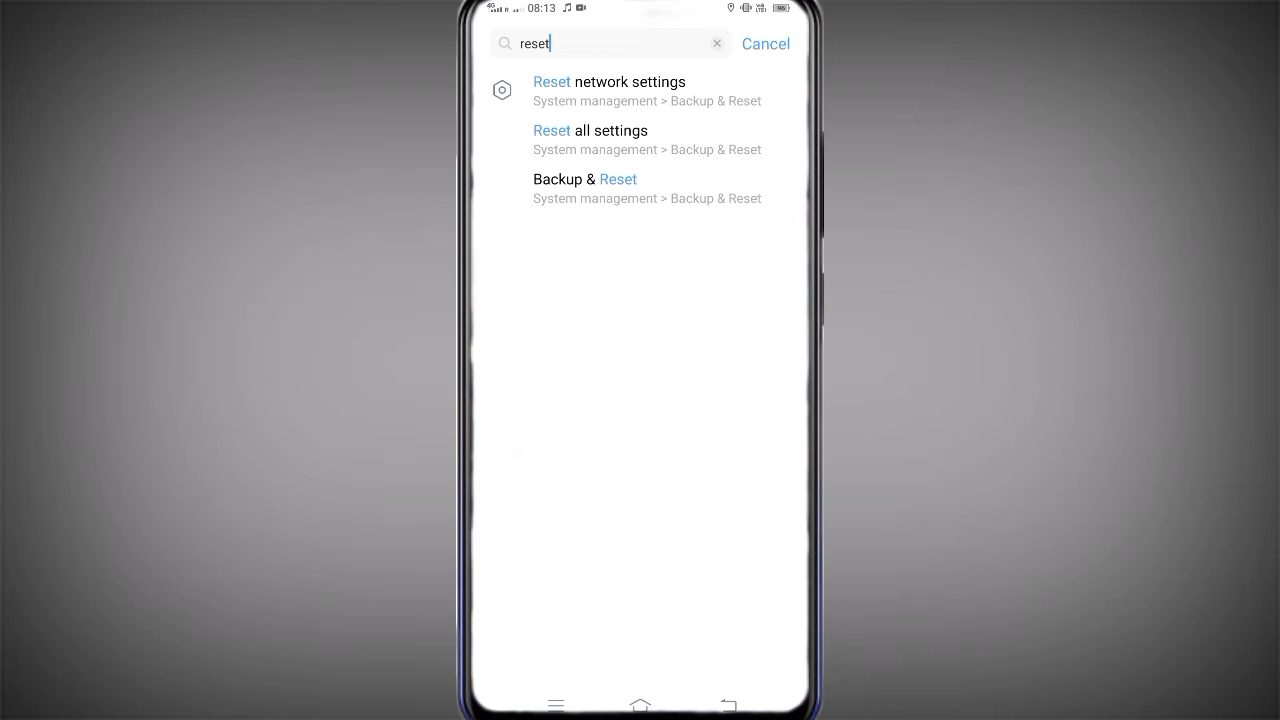 4G R 08:13
reset
Cancel
Reset network settings
System management > Backup & Reset
Reset all settings
System management > Backup & Reset
Backup & Reset
System management > Backup & Reset